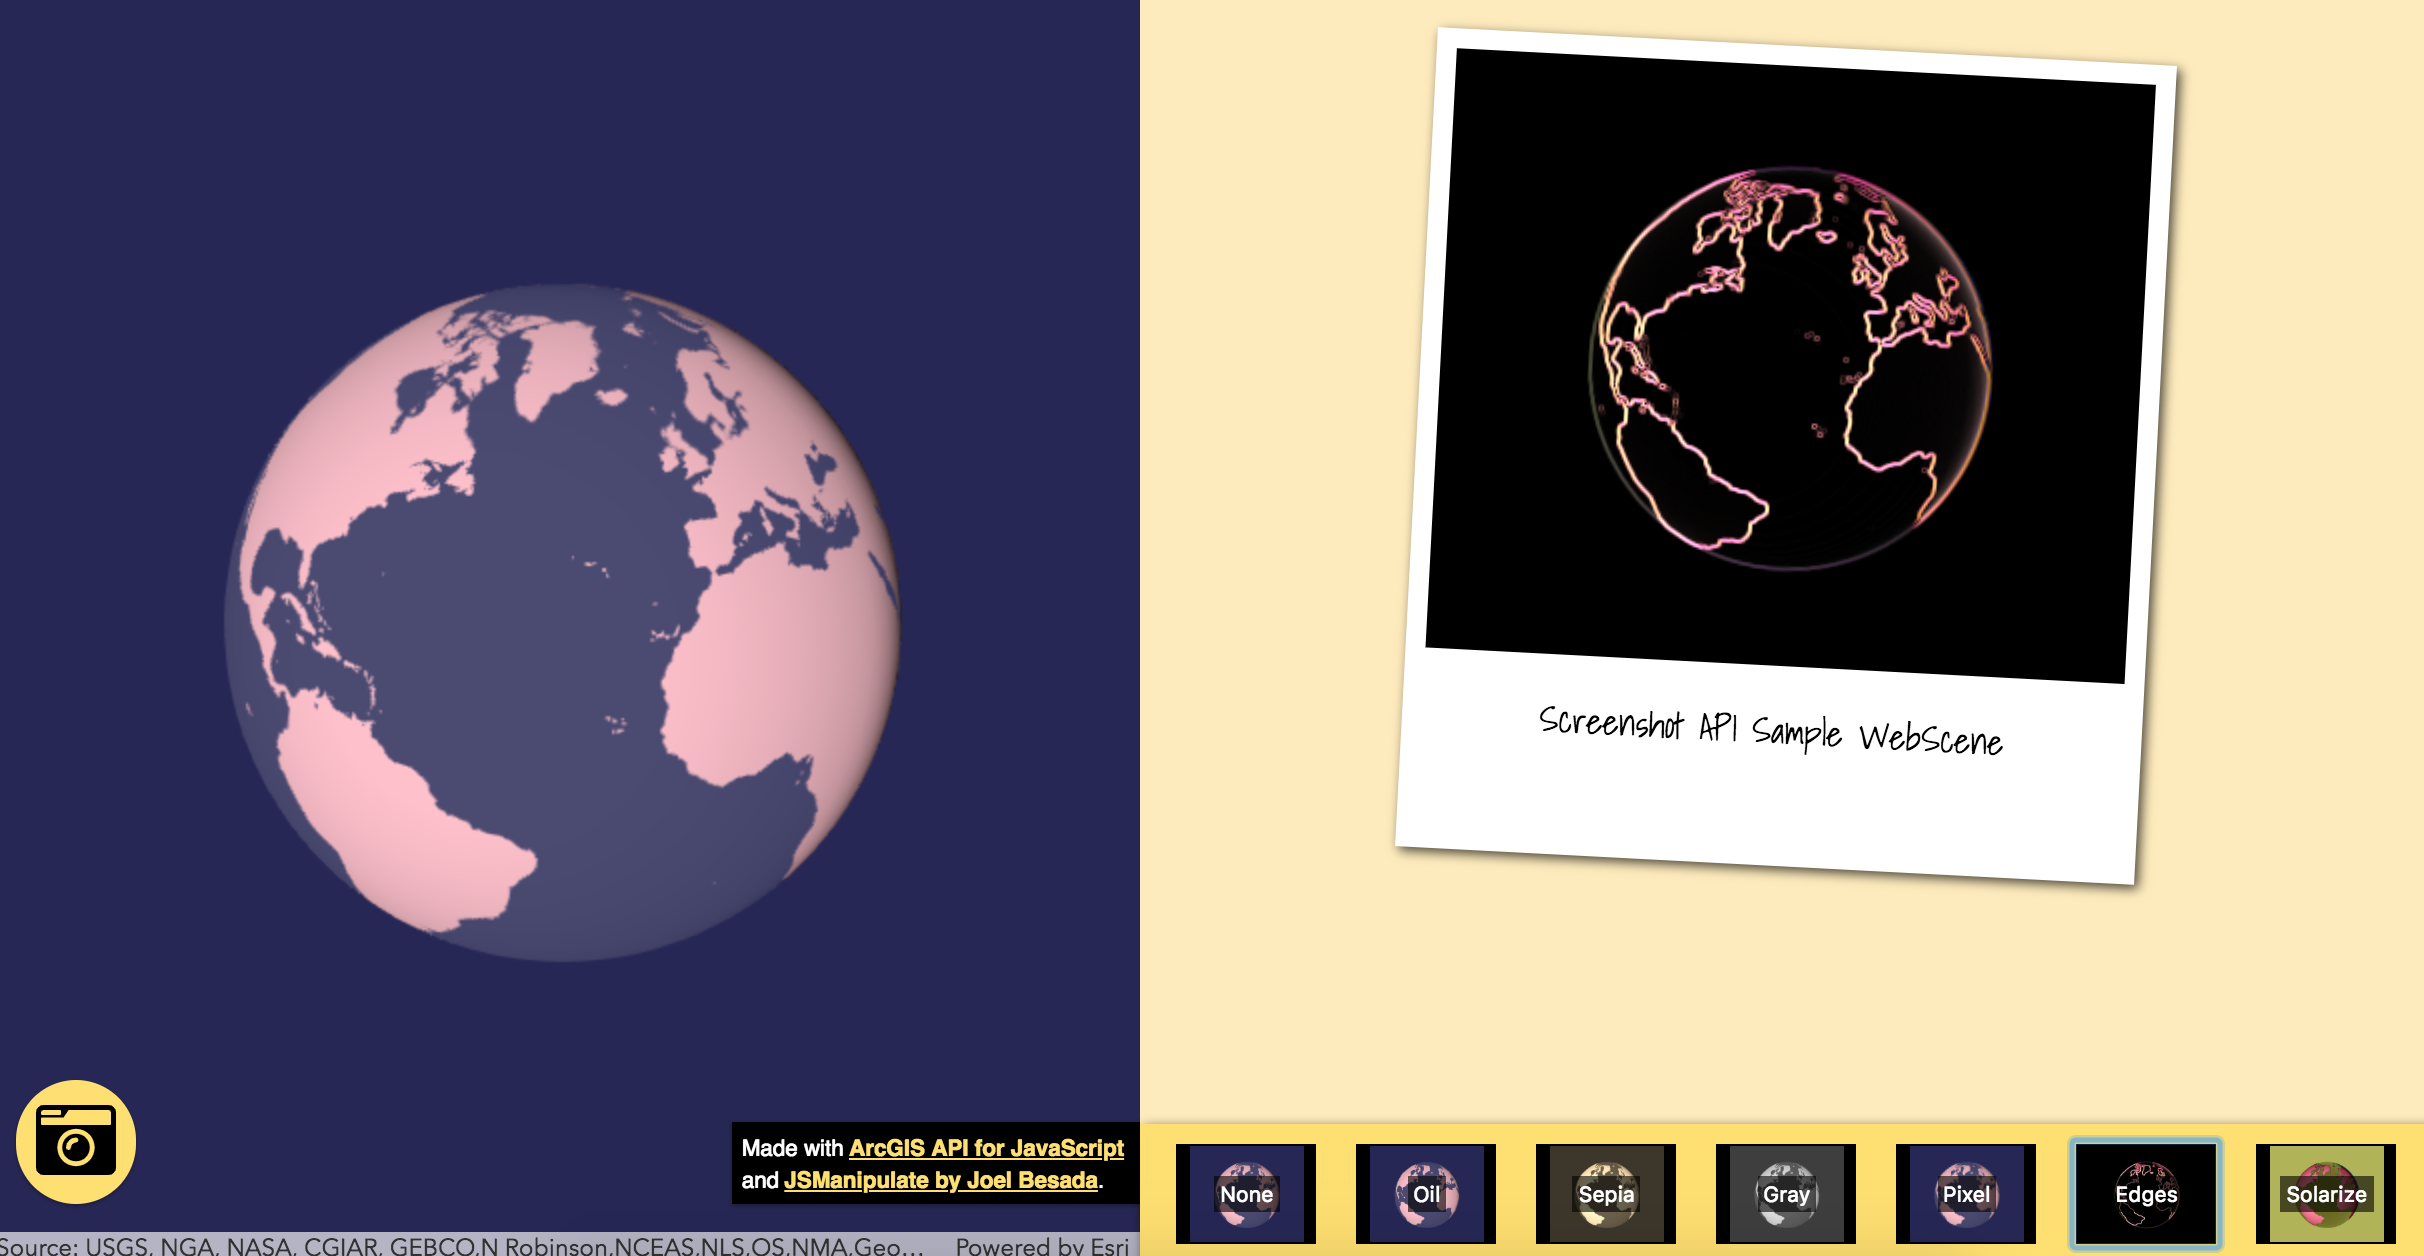 Screenshot API Sample WebScene
Made with ArcGIS API for JavaScript
and JSManipulate by Joel Besada.
None
Oil
Sepia
Gray
Pixel
Edges
Solarize
Source: USGS, NGA, NASA, CGIAR, GEBCO,N Robinson,NCEAS,NLS,OS,NMA,Geo...
Powered by Esri